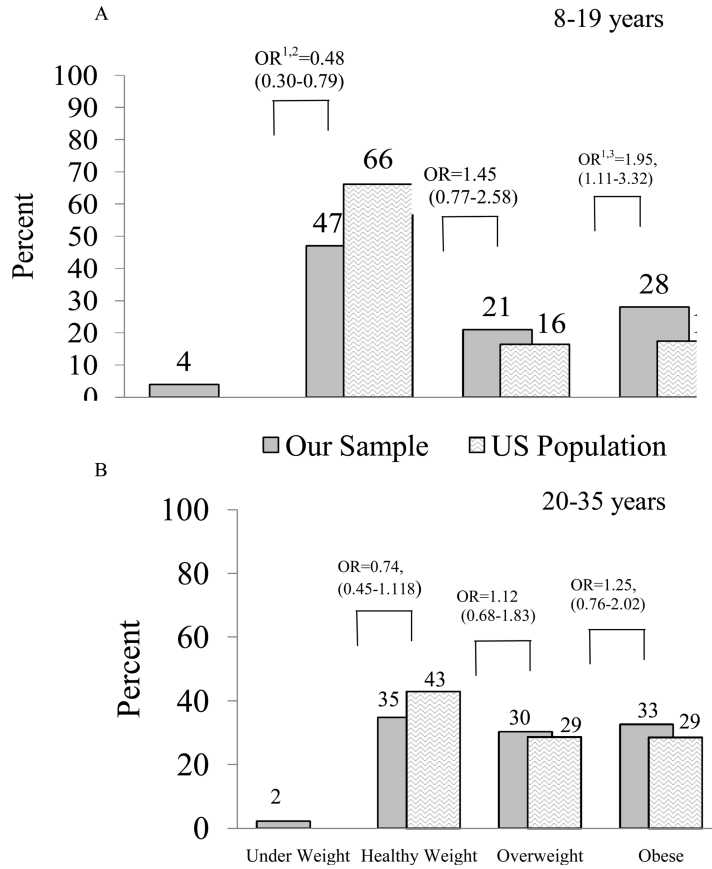 A
8-19 years
OR1,2=0.48
(0.30-0.79)
OR=1.45
(0.77-2.58)
OR1,3=1.95,
(1.11-3.32)
Percent
100
90
80
70
60
50
40
30
20
10
0
4
47
66
21
16
28
Our Sample
US Population
B
20-35 years
OR=0.74,
(0.45-1.118)
OR=1.12
(0.68-1.83)
OR=1.25,
(0.76-2.02)
Percent
100
80
60
40
20
0
2
35
43
30
29
33
29
Under Weight
Healthy Weight
Overweight
Obese